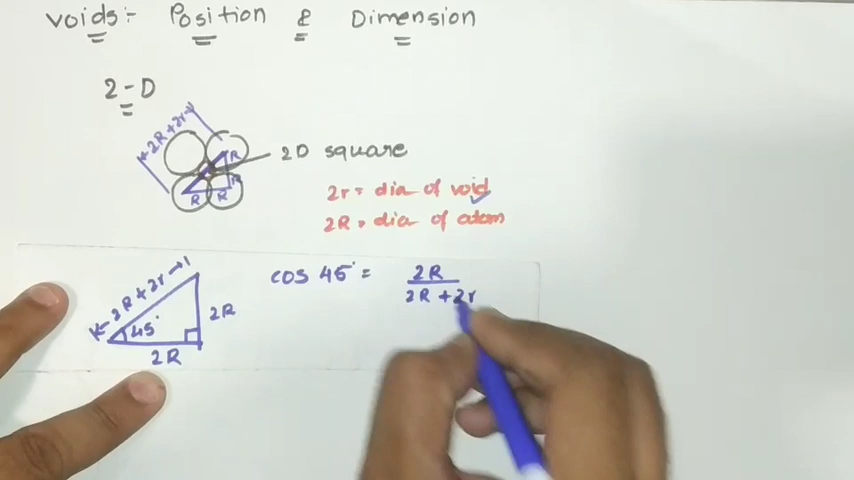 voids:- Position & Dimension
2-D
2R+2r
2D square
R
R
R R
2r = dia of void
2R = dia of atom
2R+2r
45°
2R
2R
cos 45° = 2R
2R + 2r